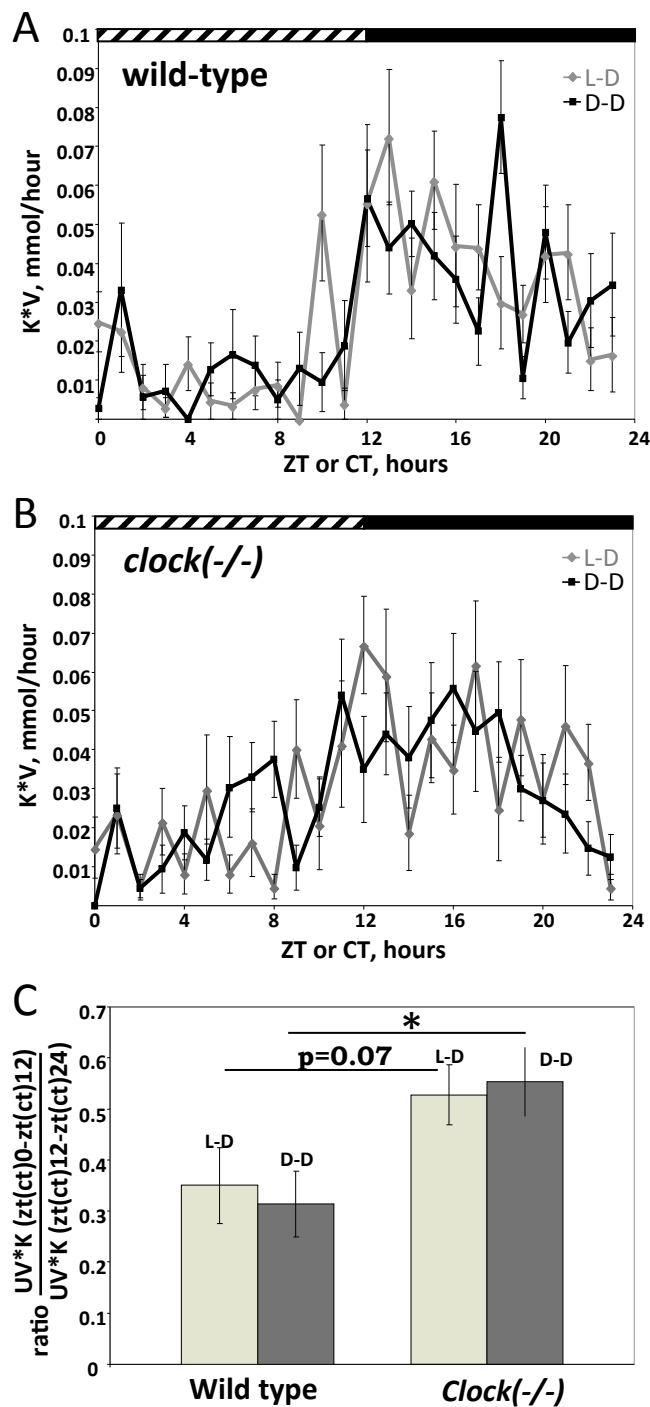 A
wild-type
L-D
D-D
0.1
0.09
0.08
0.07
0.06
0.05
0.04
0.03
0.02
0.01
K*V, mmol/hour
0 4 8 12 16 20 24
ZT or CT, hours
B
clock(-/-)
L-D
D-D
0.1
0.09
0.08
0.07
0.06
0.05
0.04
0.03
0.02
0.01
K*V, mmol/hour
0 4 8 12 16 20 24
ZT or CT, hours
C
0.7
0.6
0.5
0.4
0.3
0.2
0.1
0
ratio
UV*K (zt(ct)0-zt(ct)12)
UV*K (zt(ct)12-zt(ct)24)
*
p=0.07
L-D
D-D
L-D
D-D
Wild type
Clock(-/-)